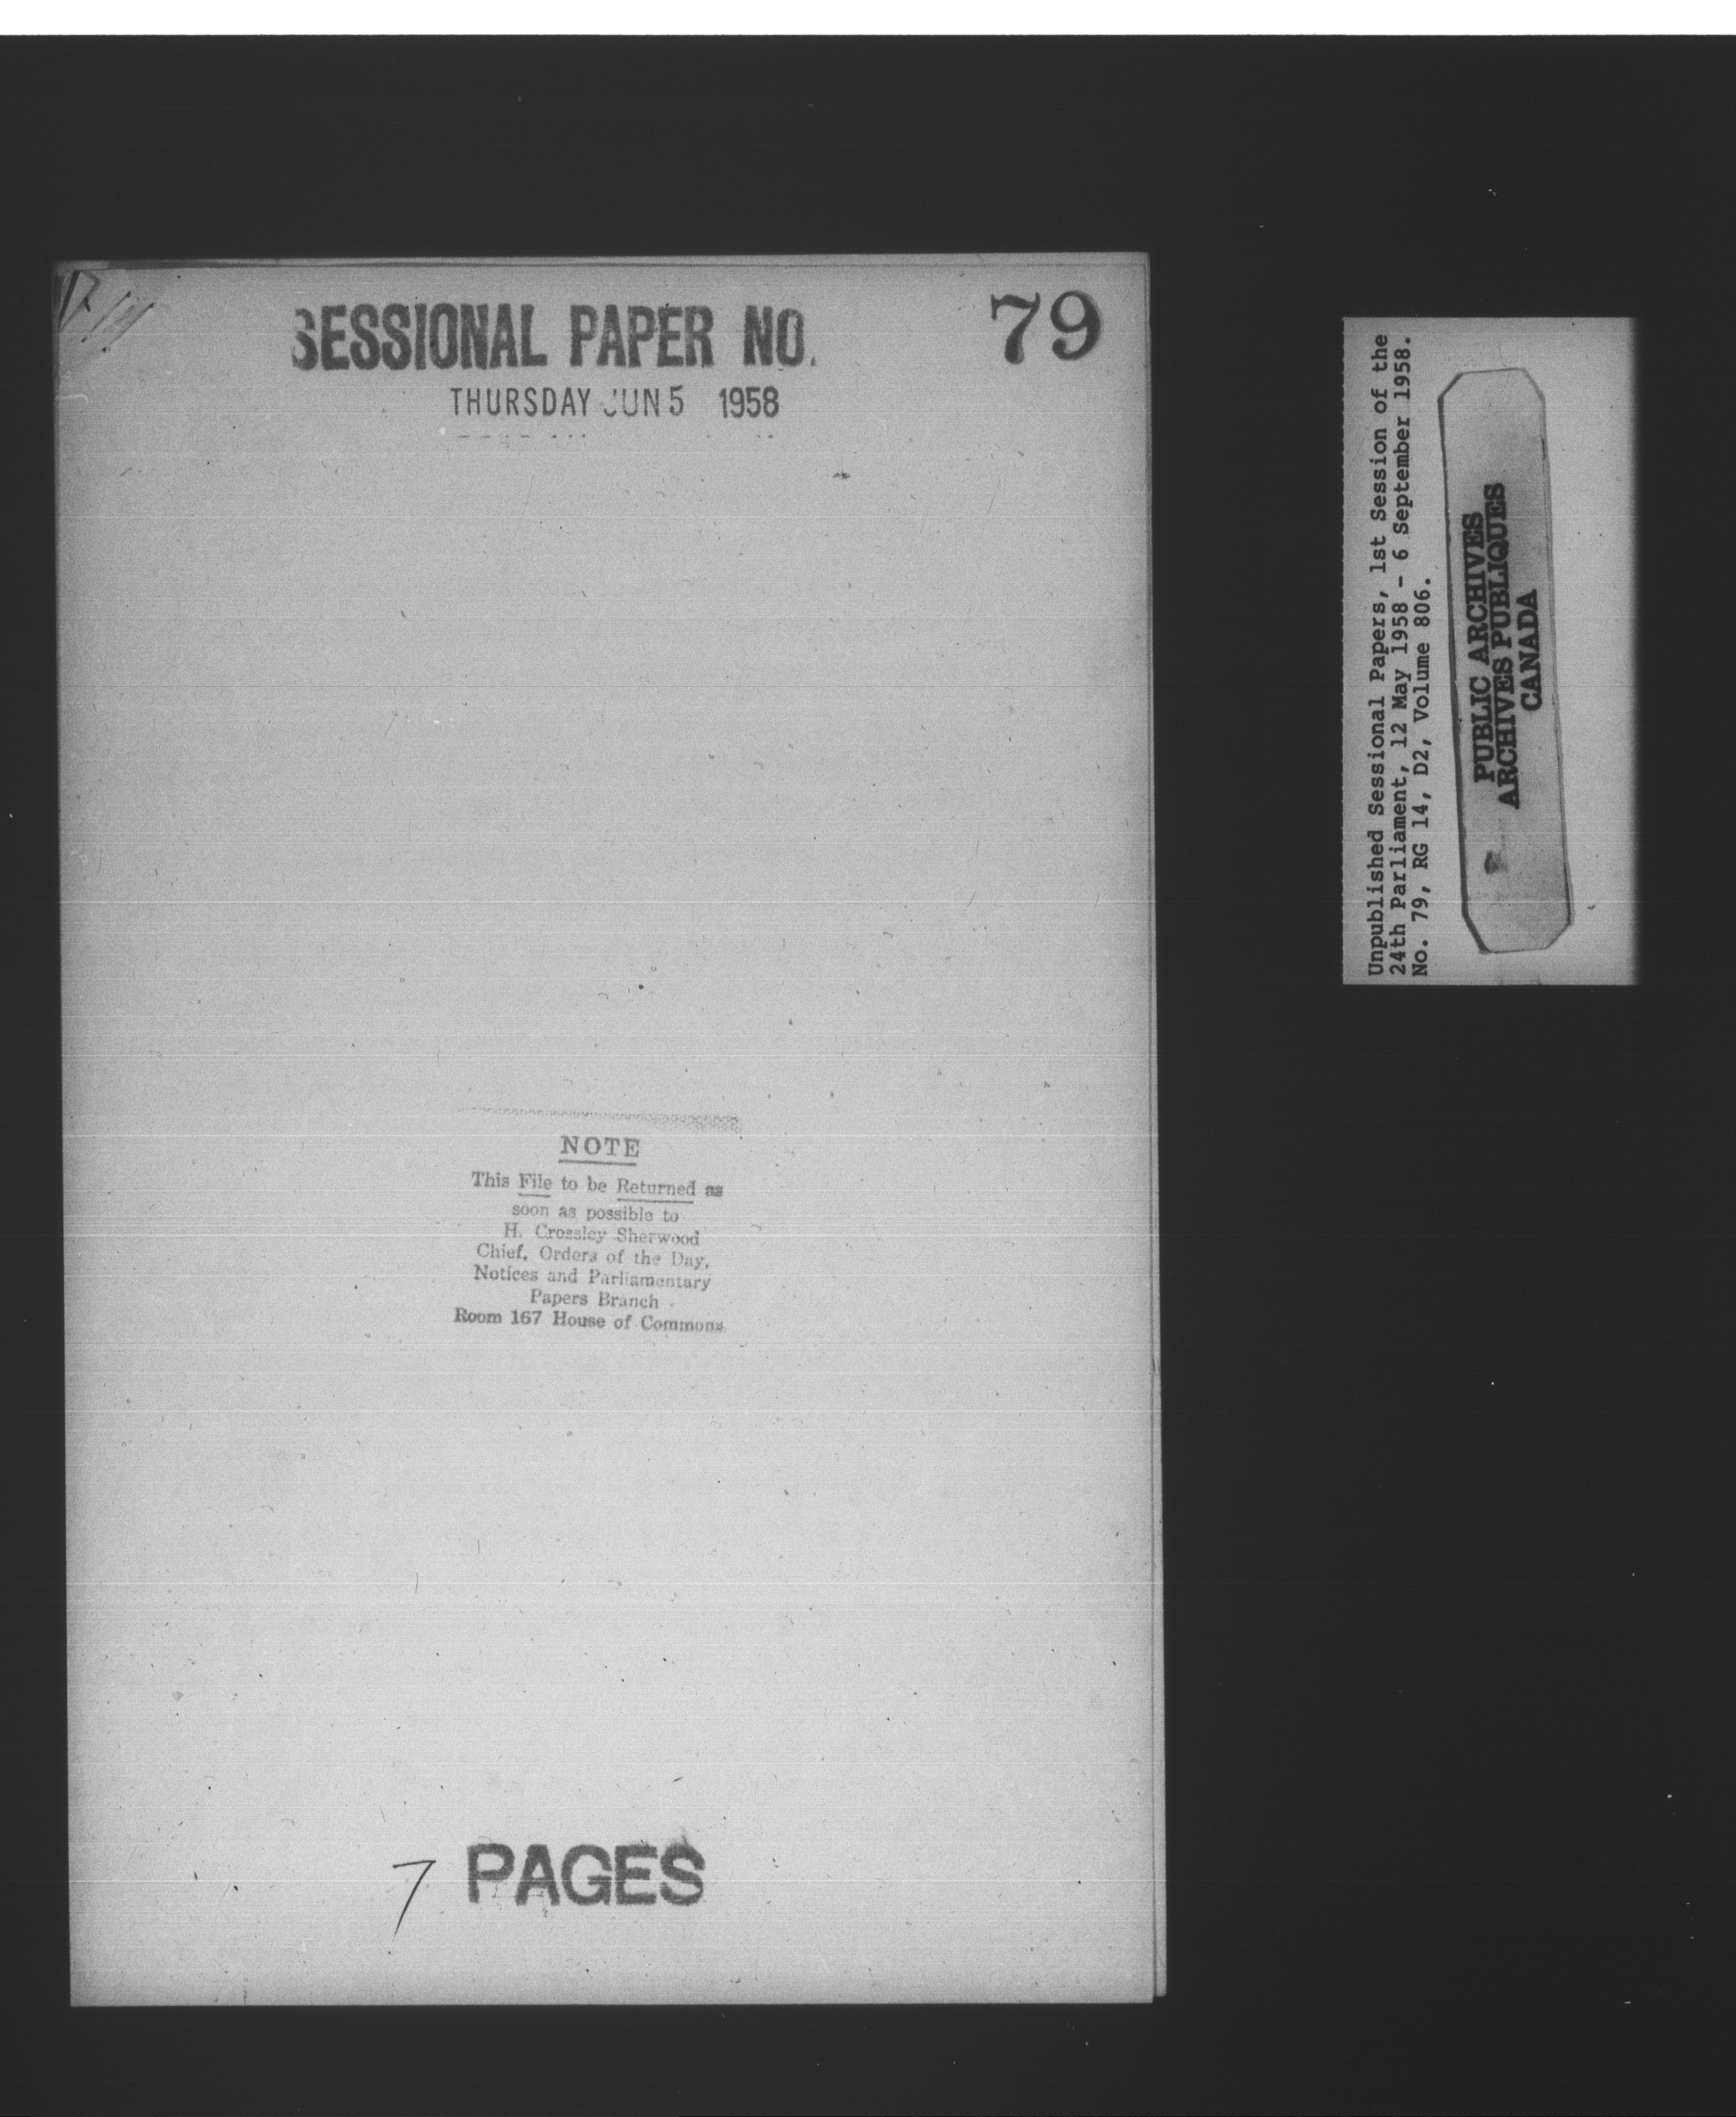 SESSIONAL PAPER NO. 79
THURSDAY JUN 5 1958
NOTE
This File to be Returned as
soon as possible to
H. Crossley Sherwood
Chief, Orders of the Day,
Notices and Parliamentary
Papers Branch
Room 167 House of Commons
7 PAGES
Unpublished Sessional Papers, 1st Session of the
24th Parliament, 12 May 1958 - 6 September 1958.
No. 79, RG 14, D2, Volume 806.
PUBLIC ARCHIVES
ARCHIVES PUBLIQUES
CANADA